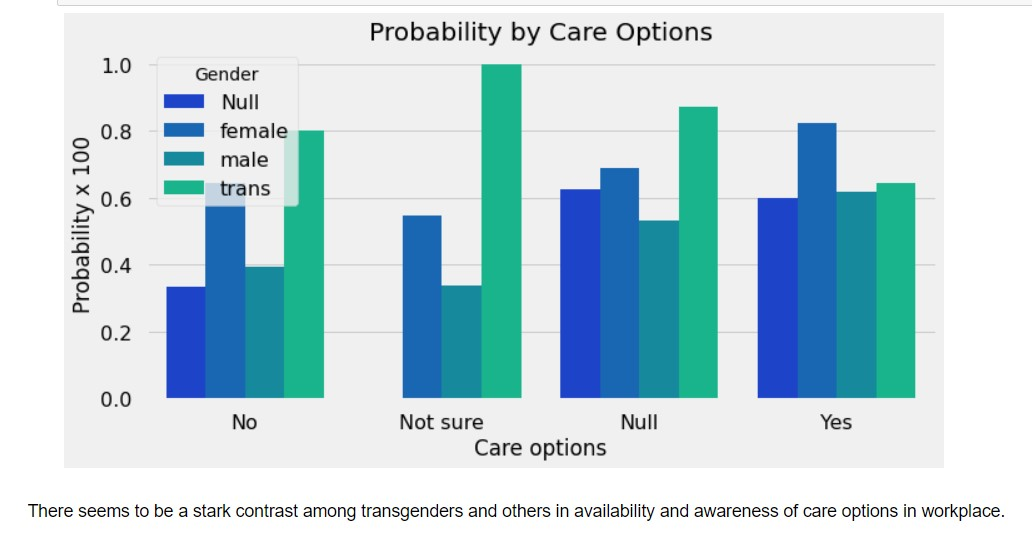 Probability by Care Options
1.0
0.8
0.6
0.4
0.2
0.0
Probability x 100
Gender
Null
female
male
trans
No
Not sure
Null
Yes
Care options
There seems to be a stark contrast among transgenders and others in availability and awareness of care options in workplace.